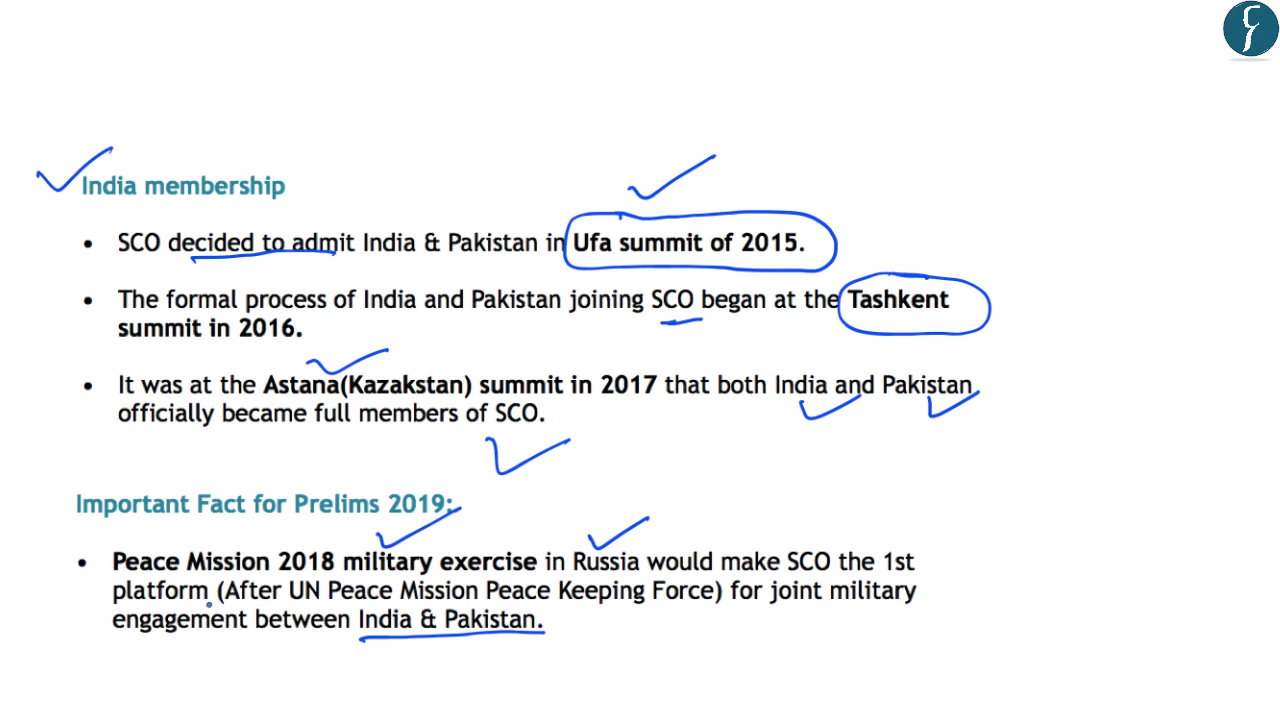 India membership
• SCO decided to admit India & Pakistan in Ufa summit of 2015.
• The formal process of India and Pakistan joining SCO began at the Tashkent
summit in 2016.
• It was at the Astana(Kazakstan) summit in 2017 that both India and Pakistan
officially became full members of SCO.
Important Fact for Prelims 2019:
• Peace Mission 2018 military exercise in Russia would make SCO the 1st
platform (After UN Peace Mission Peace Keeping Force) for joint military
engagement between India & Pakistan.